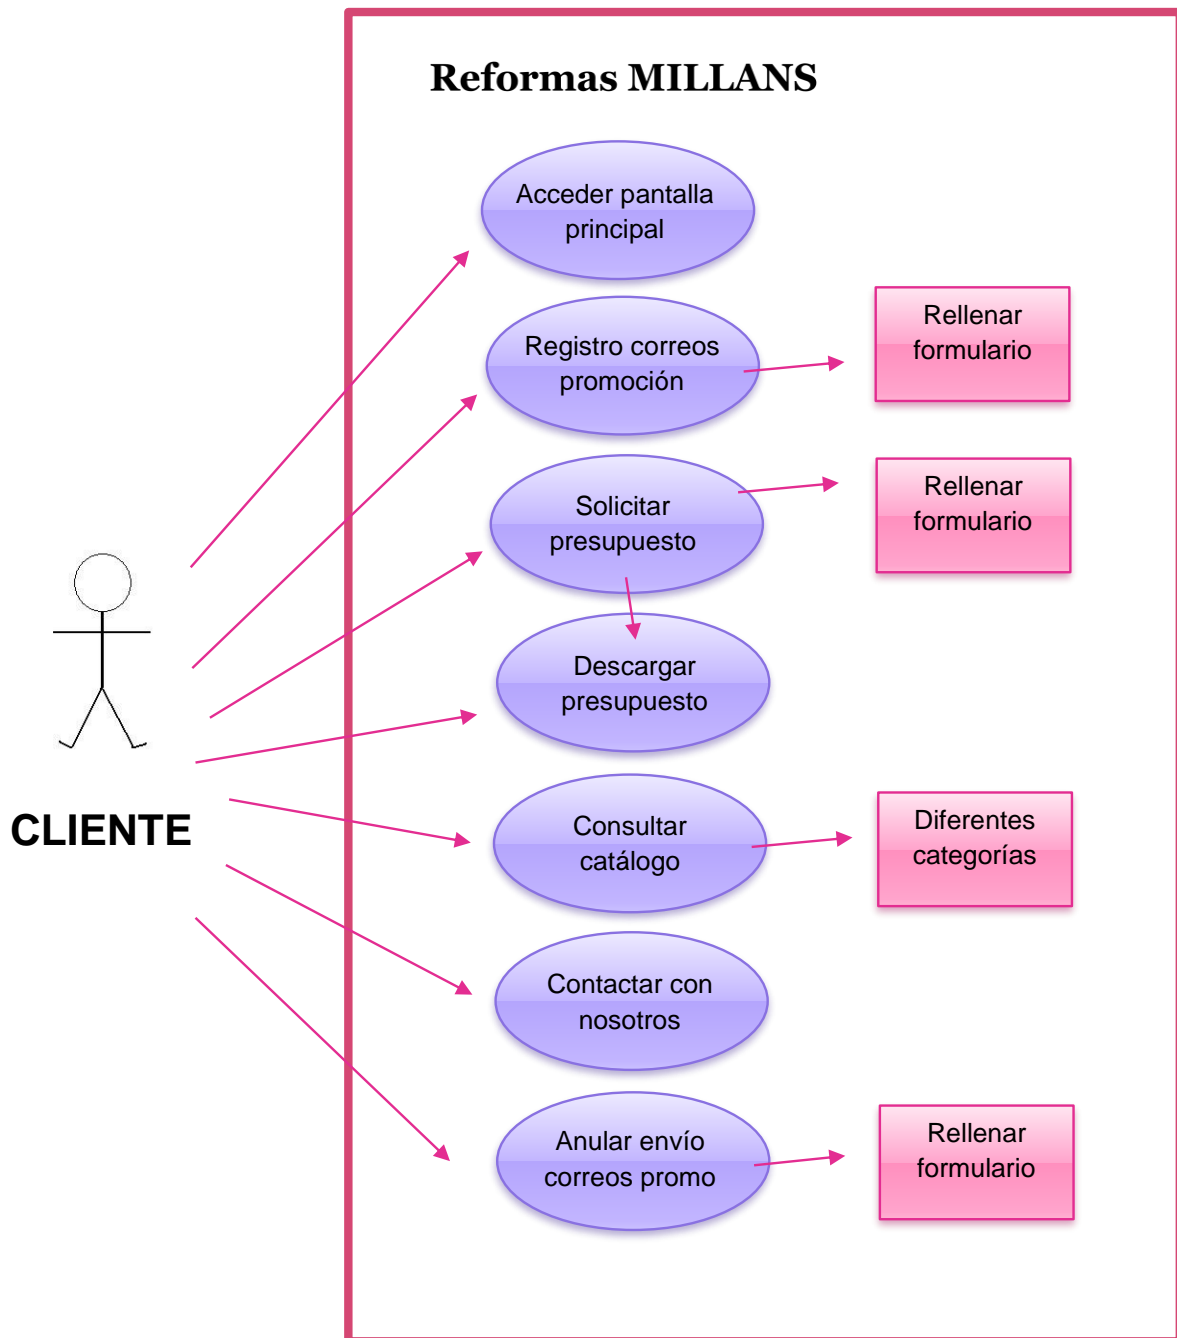 Reformas MILLANS
Acceder pantalla
principal
Registro correos
promoción
Rellenar
formulario
Solicitar
presupuesto
Rellenar
formulario
Descargar
presupuesto
CLIENTE
Consultar
catálogo
Diferentes
categorías
Contactar con
nosotros
Anular envío
correos promo
Rellenar
formulario